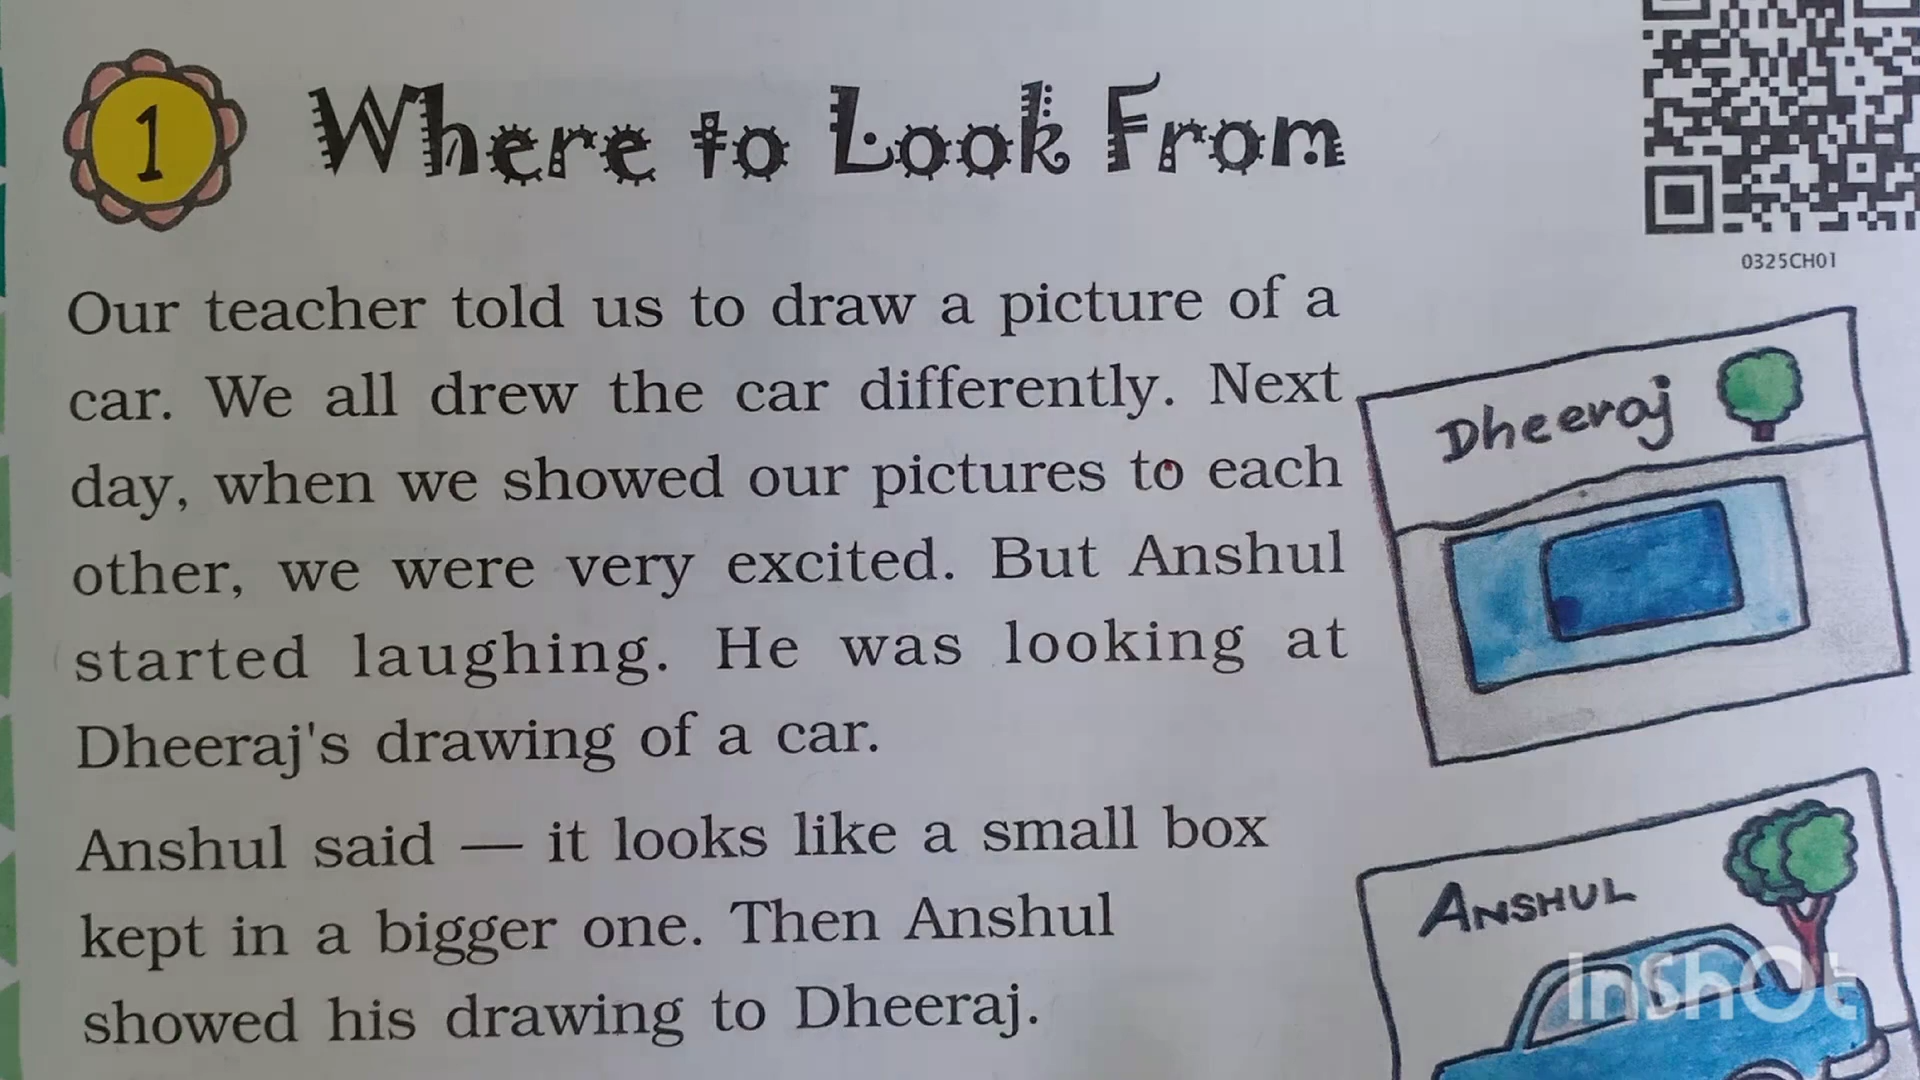 1
Where to Look From
0325CH01
Our teacher told us to draw a picture of a
car. We all drew the car differently. Next
day, when we showed our pictures to each
other, we were very excited. But Anshul
started laughing. He was looking at
Dheeraj's drawing of a car.
Anshul said — it looks like a small box
kept in a bigger one. Then Anshul
showed his drawing to Dheeraj.
Dheeraj
ANSHUL
InShOt